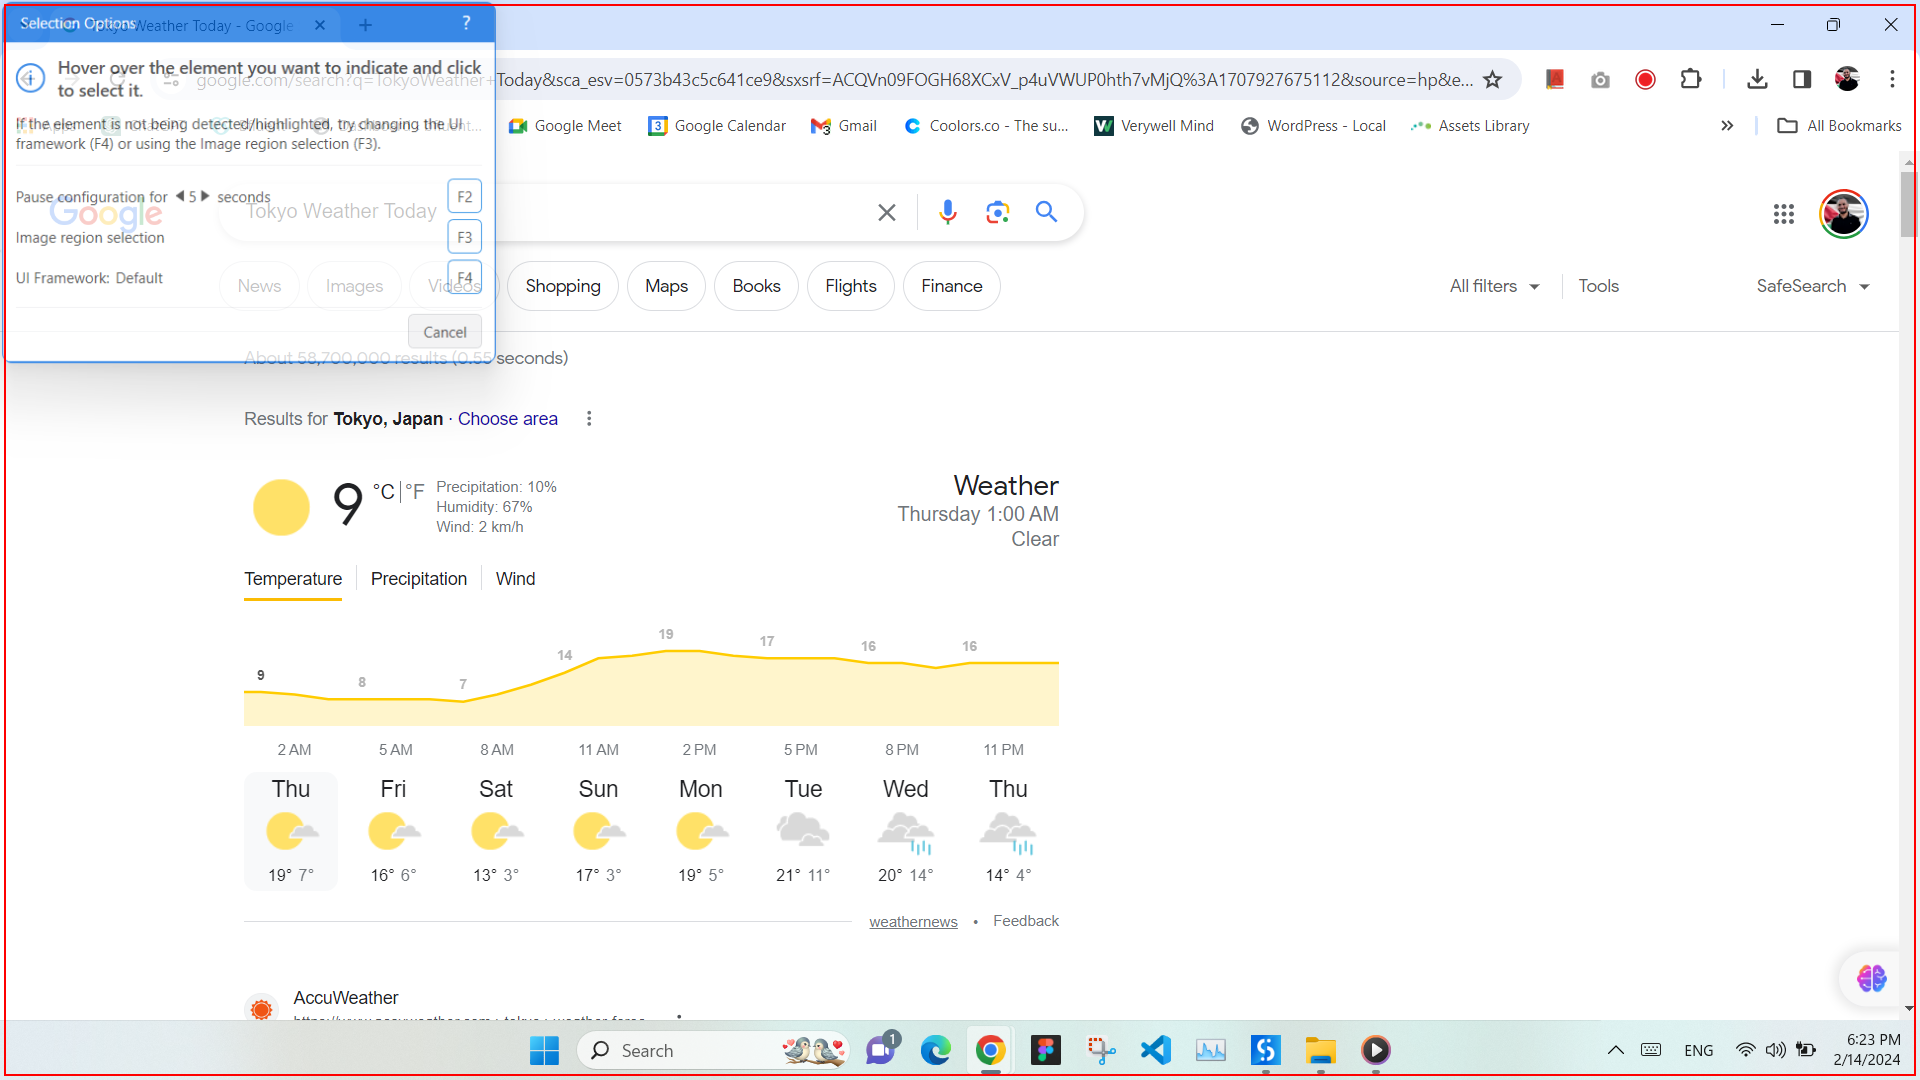 Selection Options
Tokyo Weather Today - Google
?
Hover over the element you want to indicate and click
to select it.
google.com/search?q=TokyoWeather+Today&sca_esv=0573b43c5c641ce9&sxsrf=ACQVn09FOGH68XCxV_p4uVWUP0hth7vMjQ%3A1707927675112&source=hp&e...
If the element is not being detected/highlighted, try changing the UI
framework (F4) or using the Image region selection (F3).
Google Meet
Google Calendar
Gmail
Coolors.co - The su...
Verywell Mind
WordPress - Local
Assets Library
All Bookmarks
Pause configuration for 5 seconds
F2
Google
Tokyo Weather Today
Image region selection
F3
UI Framework: Default
F4
News
Images
Videos
Shopping
Maps
Books
Flights
Finance
All filters
Tools
SafeSearch
Cancel
About 58,700,000 results (0.55 seconds)
Results for Tokyo, Japan · Choose area
9 °C | °F
Precipitation: 10%
Humidity: 67%
Wind: 2 km/h
Weather
Thursday 1:00 AM
Clear
Temperature
Precipitation
Wind
9 8 7 14 19 17 16 16
2 AM 5 AM 8 AM 11 AM 2 PM 5 PM 8 PM 11 PM
Thu Fri Sat Sun Mon Tue Wed Thu
19° 7° 16° 6° 13° 3° 17° 3° 19° 5° 21° 11° 20° 14° 14° 4°
weathernews • Feedback
AccuWeather
Search
1
ENG
6:23 PM
2/14/2024